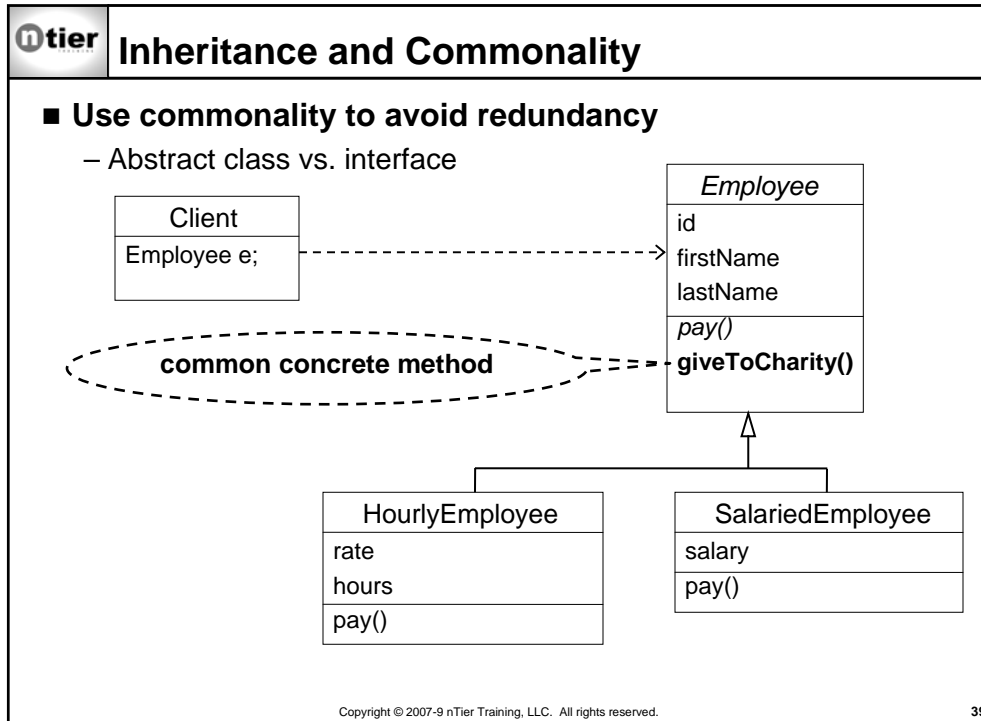 ntier
Inheritance and Commonality
■ Use commonality to avoid redundancy
– Abstract class vs. interface
Client
Employee e;
Employee
id
firstName
lastName
pay()
giveToCharity()
common concrete method
HourlyEmployee
rate
hours
pay()
SalariedEmployee
salary
pay()
Copyright © 2007-9 nTier Training, LLC. All rights reserved.
39